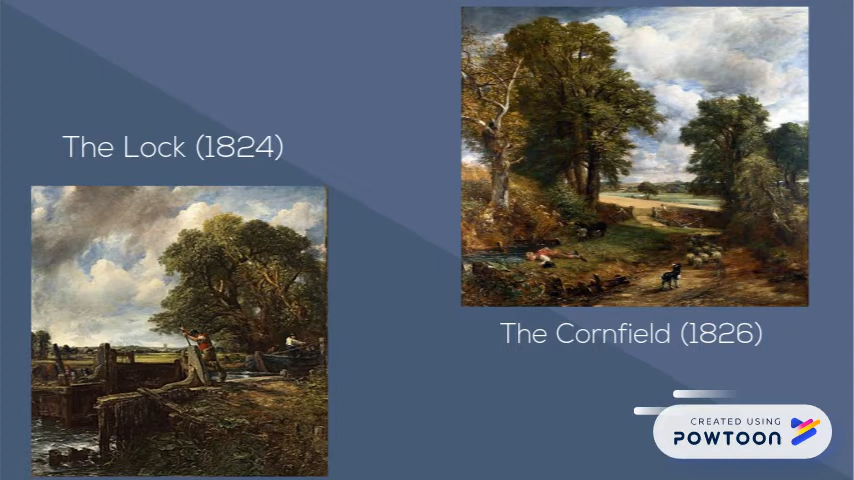 The Lock (1824)
The Cornfield (1826)
CREATED USING
POWTOON